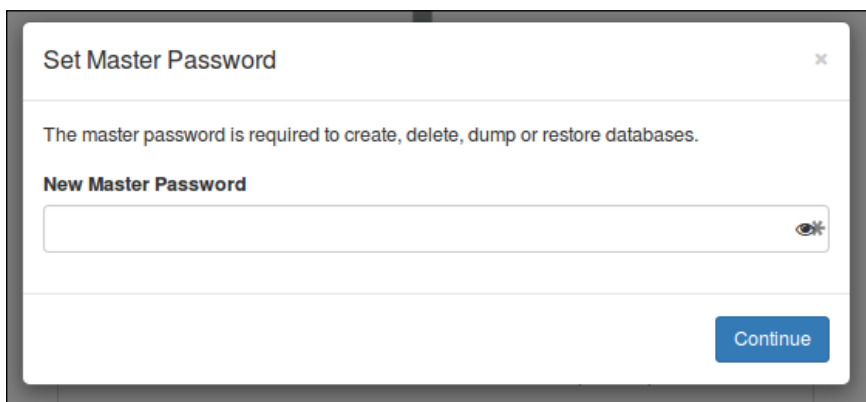 Set Master Password
×
The master password is required to create, delete, dump or restore databases.
New Master Password
Continue